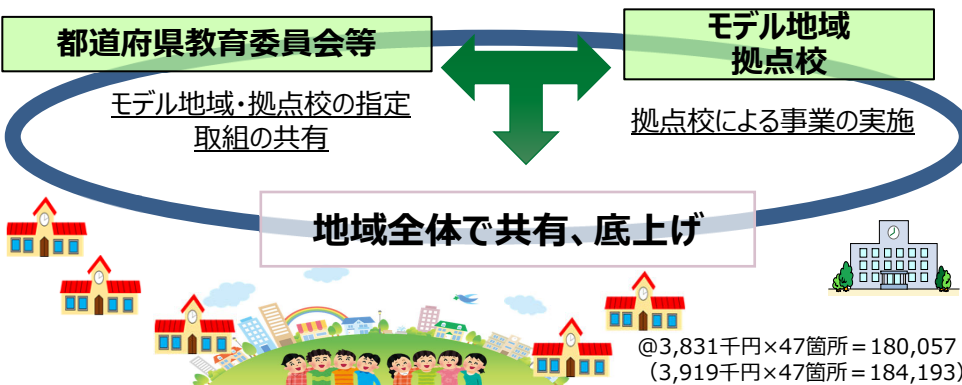 都道府県教育委員会等
モデル地域
拠点校
モデル地域・拠点校の指定
取組の共有
拠点校による事業の実施
地域全体で共有、底上げ
@3,831千円×47箇所＝180,057
（3,919千円×47箇所＝184,193）